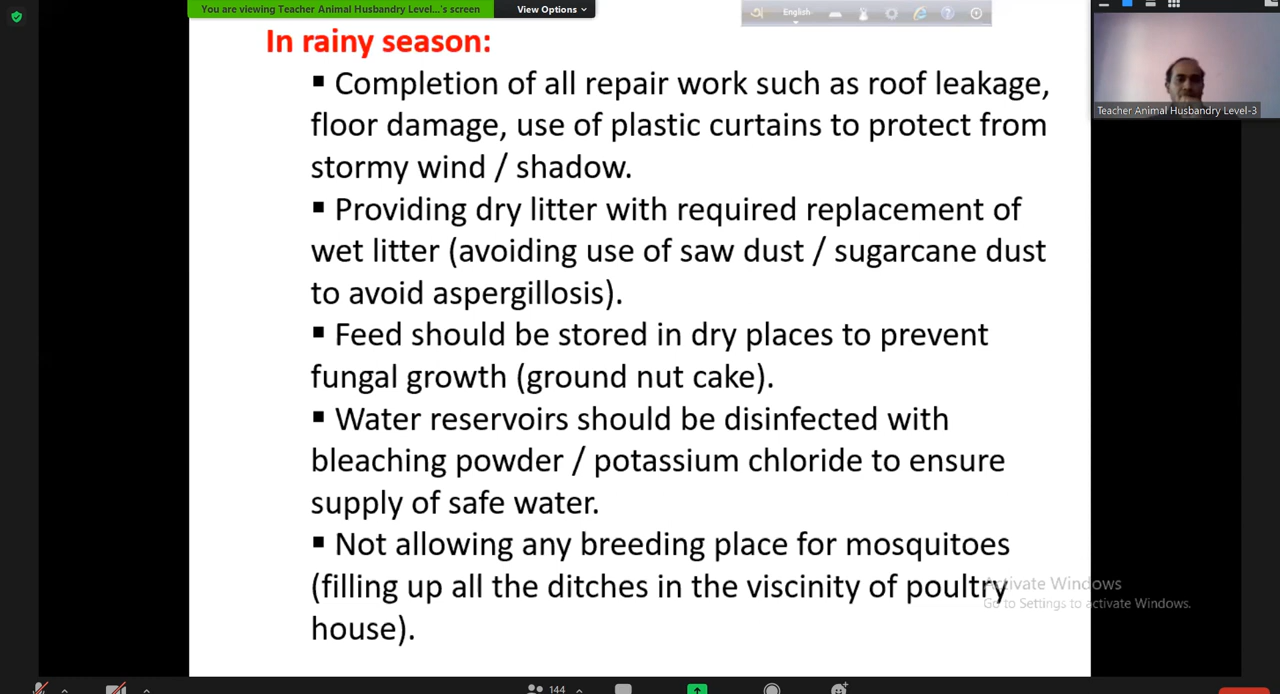 You are viewing Teacher Animal Husbandry Level...'s screen
View Options
English
In rainy season:
▪ Completion of all repair work such as roof leakage,
floor damage, use of plastic curtains to protect from
stormy wind / shadow.
▪ Providing dry litter with required replacement of
wet litter (avoiding use of saw dust / sugarcane dust
to avoid aspergillosis).
▪ Feed should be stored in dry places to prevent
fungal growth (ground nut cake).
▪ Water reservoirs should be disinfected with
bleaching powder / potassium chloride to ensure
supply of safe water.
▪ Not allowing any breeding place for mosquitoes
(filling up all the ditches in the viscinity of poultry
house).
Teacher Animal Husbandry Level-3
Activate Windows
Go to Settings to activate Windows.
144